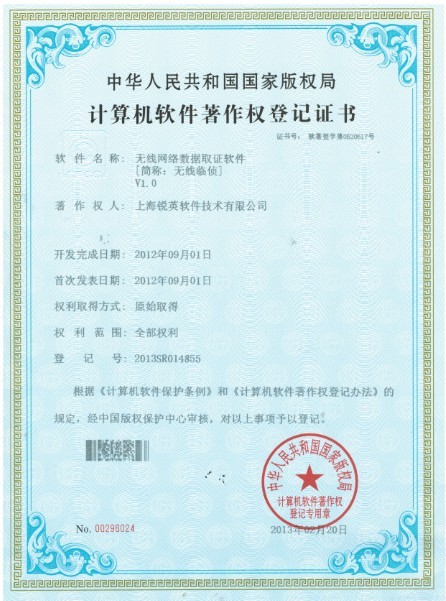 中华人民共和国国家版权局
计算机软件著作权登记证书
证书号： 软著登字第0520617号
软件名称： 无线网络数据取证软件
[简称：无线临侦]
V1.0
著作权人： 上海锐英软件技术有限公司
开发完成日期： 2012年09月01日
首次发表日期： 2012年09月01日
权利取得方式： 原始取得
权利范围： 全部权利
登记号： 2013SR014855
根据《计算机软件保护条例》和《计算机软件著作权登记办法》的
规定，经中国版权保护中心审核，对以上事项予以登记。
中华人民共和国国家版权局
计算机软件著作权
登记专用章
No. 00296024
2013年02月20日